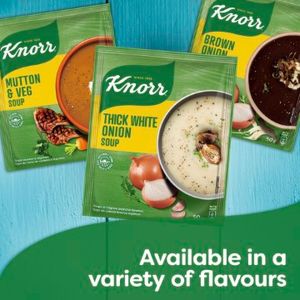 Knorr
MUTTON
& VEG
SOUP
Knorr
THICK WHITE
ONION
SOUP
Knorr
BROWN
ONION
Available in a
variety of flavours